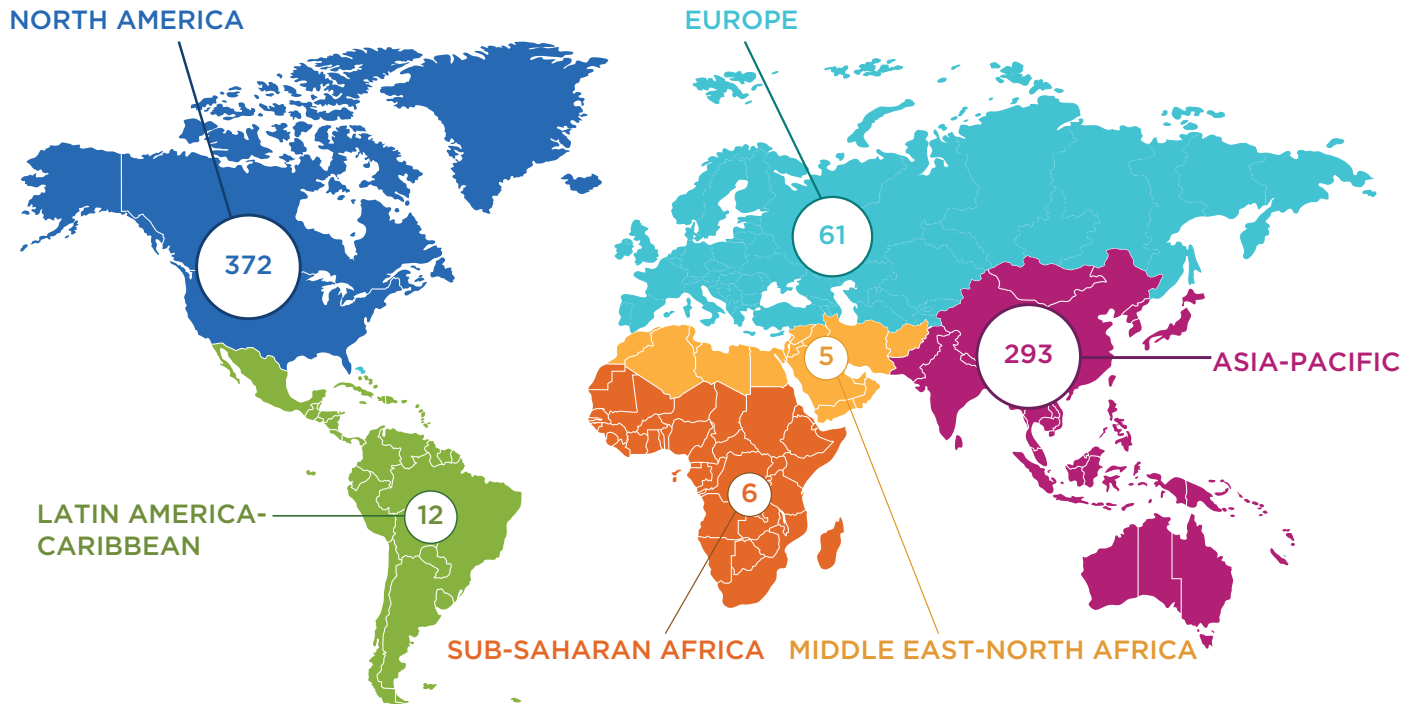 NORTH AMERICA
EUROPE
372
61
293
5
ASIA-PACIFIC
6
12
LATIN AMERICA-
CARIBBEAN
SUB-SAHARAN AFRICA
MIDDLE EAST-NORTH AFRICA